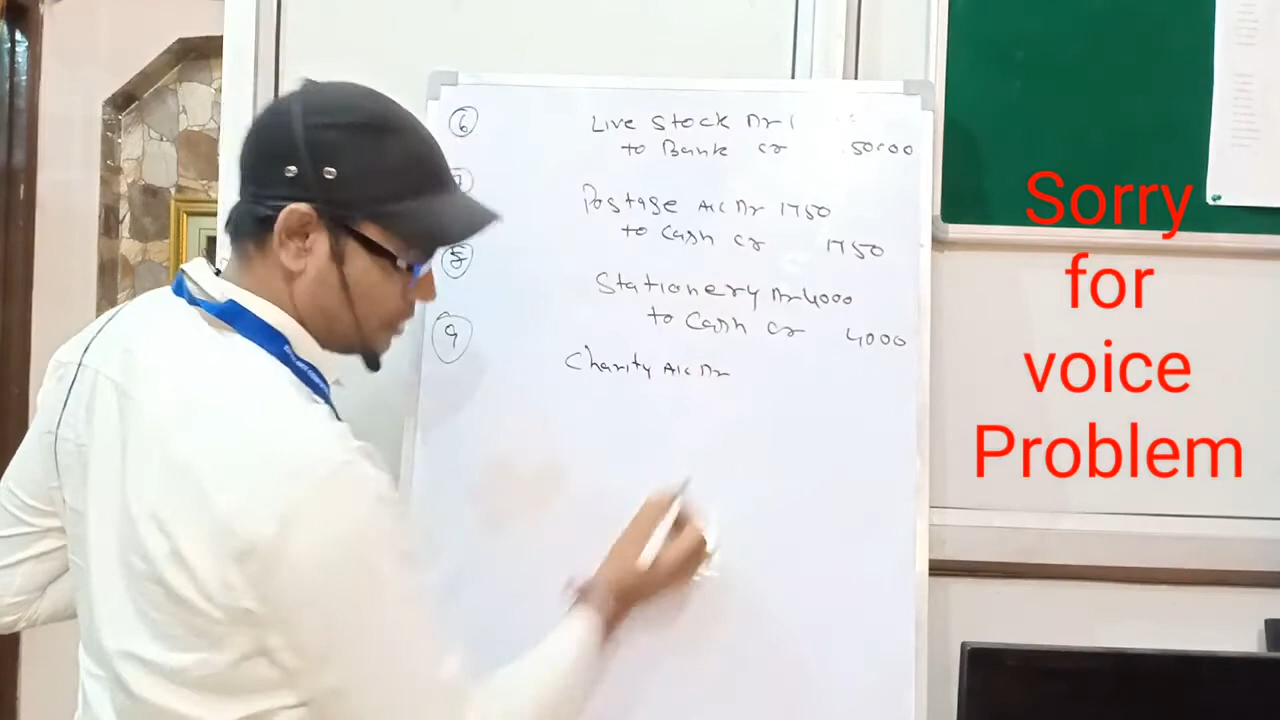 6
Live stock Dr
to Bank cr 50000
7
Postage A/c Dr 1750
to Cash cr 1750
8
Stationery Dr 4000
to Cash cr 4000
9
Charity A/c Dr
Sorry
for
voice
Problem